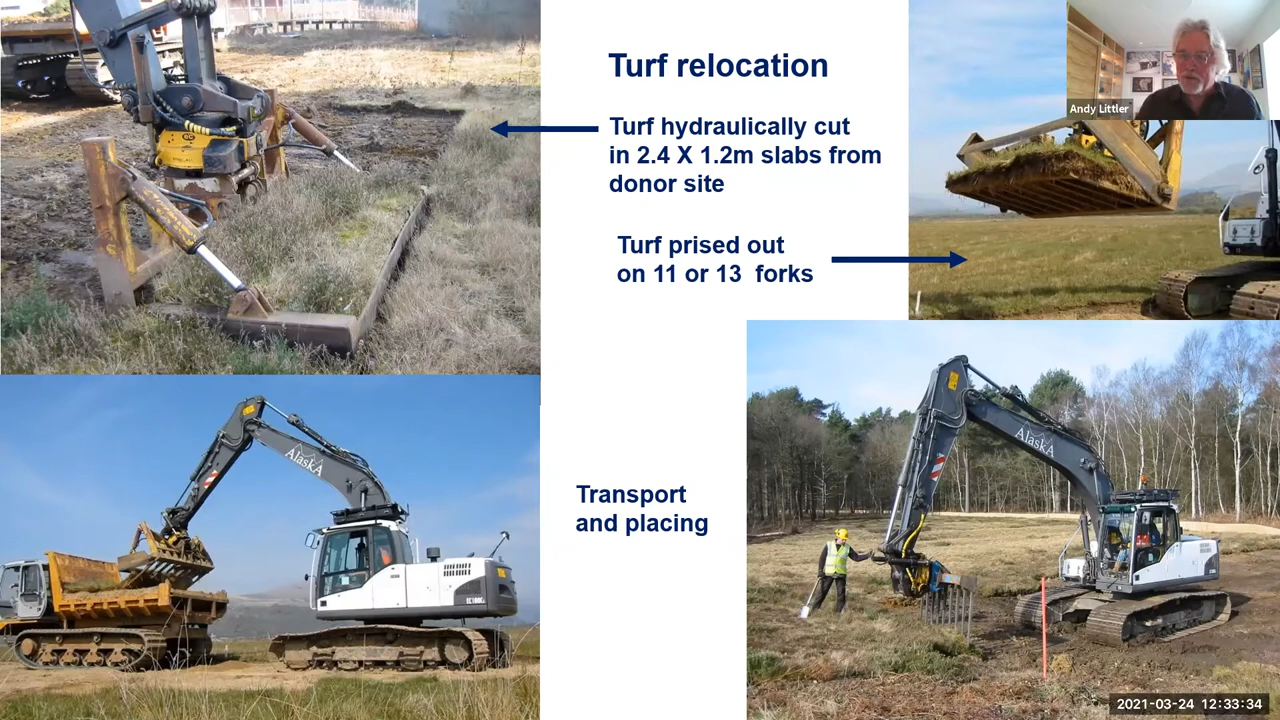 Turf relocation
Turf hydraulically cut
in 2.4 X 1.2m slabs from
donor site
Turf prised out
on 11 or 13  forks
Transport
and placing
Andy Littler
AlaskA
AlaskA
2021-03-24 12:33:34